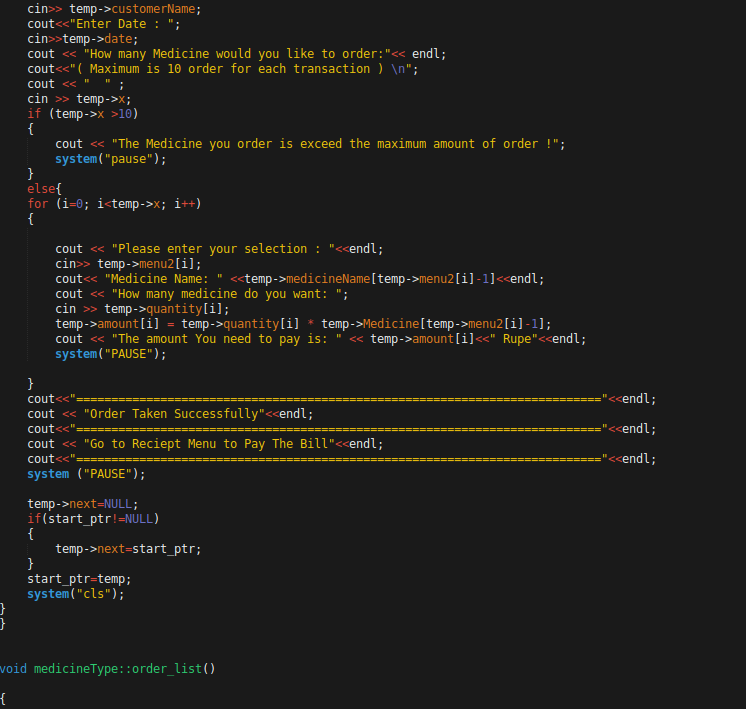 cin>> temp->customerName;
cout<<"Enter Date : ";
cin>>temp->date;
cout << "How many Medicine would you like to order:"<< endl;
cout<<"( Maximum is 10 order for each transaction ) \n";
cout << "  " ;
cin >> temp->x;
if (temp->x >10)
{
cout << "The Medicine you order is exceed the maximum amount of order !";
system("pause");
}
else{
for (i=0; i<temp->x; i++)
{
cout << "Please enter your selection : "<<endl;
cin>> temp->menu2[i];
cout<< "Medicine Name: " <<temp->medicineName[temp->menu2[i]-1]<<endl;
cout << "How many medicine do you want: ";
cin >> temp->quantity[i];
temp->amount[i] = temp->quantity[i] * temp->Medicine[temp->menu2[i]-1];
cout << "The amount You need to pay is: " << temp->amount[i]<<" Rupe"<<endl;
system("PAUSE");
}
cout<<"==========================================================================="<<endl;
cout << "Order Taken Successfully"<<endl;
cout<<"==========================================================================="<<endl;
cout << "Go to Reciept Menu to Pay The Bill"<<endl;
cout<<"==========================================================================="<<endl;
system ("PAUSE");
temp->next=NULL;
if(start_ptr!=NULL)
{
temp->next=start_ptr;
}
start_ptr=temp;
system("cls");
}
}
void medicineType::order_list()
{